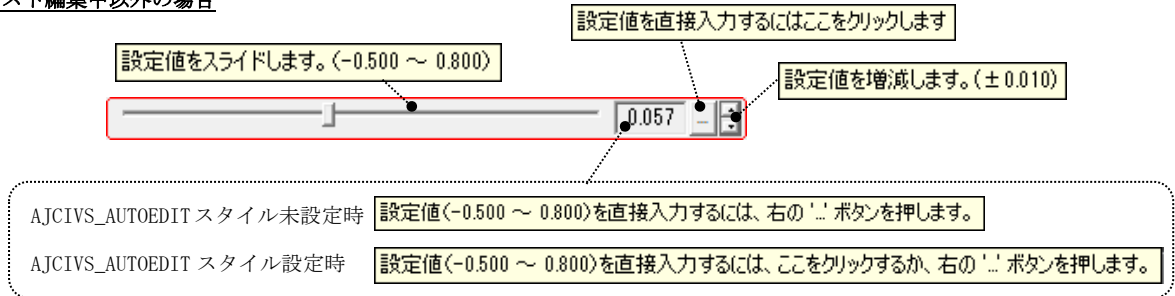 スト編集中以外の場合
設定値を直接入力するにはここをクリックします
設定値をスライドします。(-0.500 ～ 0.800)
設定値を増減します。(±0.010)
0.057
AJCIVS_AUTOEDIT スタイル未設定時 設定値(-0.500 ～ 0.800)を直接入力するには、右の '...' ボタンを押します。
AJCIVS_AUTOEDIT スタイル設定時 設定値(-0.500 ～ 0.800)を直接入力するには、ここをクリックするか、右の '...' ボタンを押します。